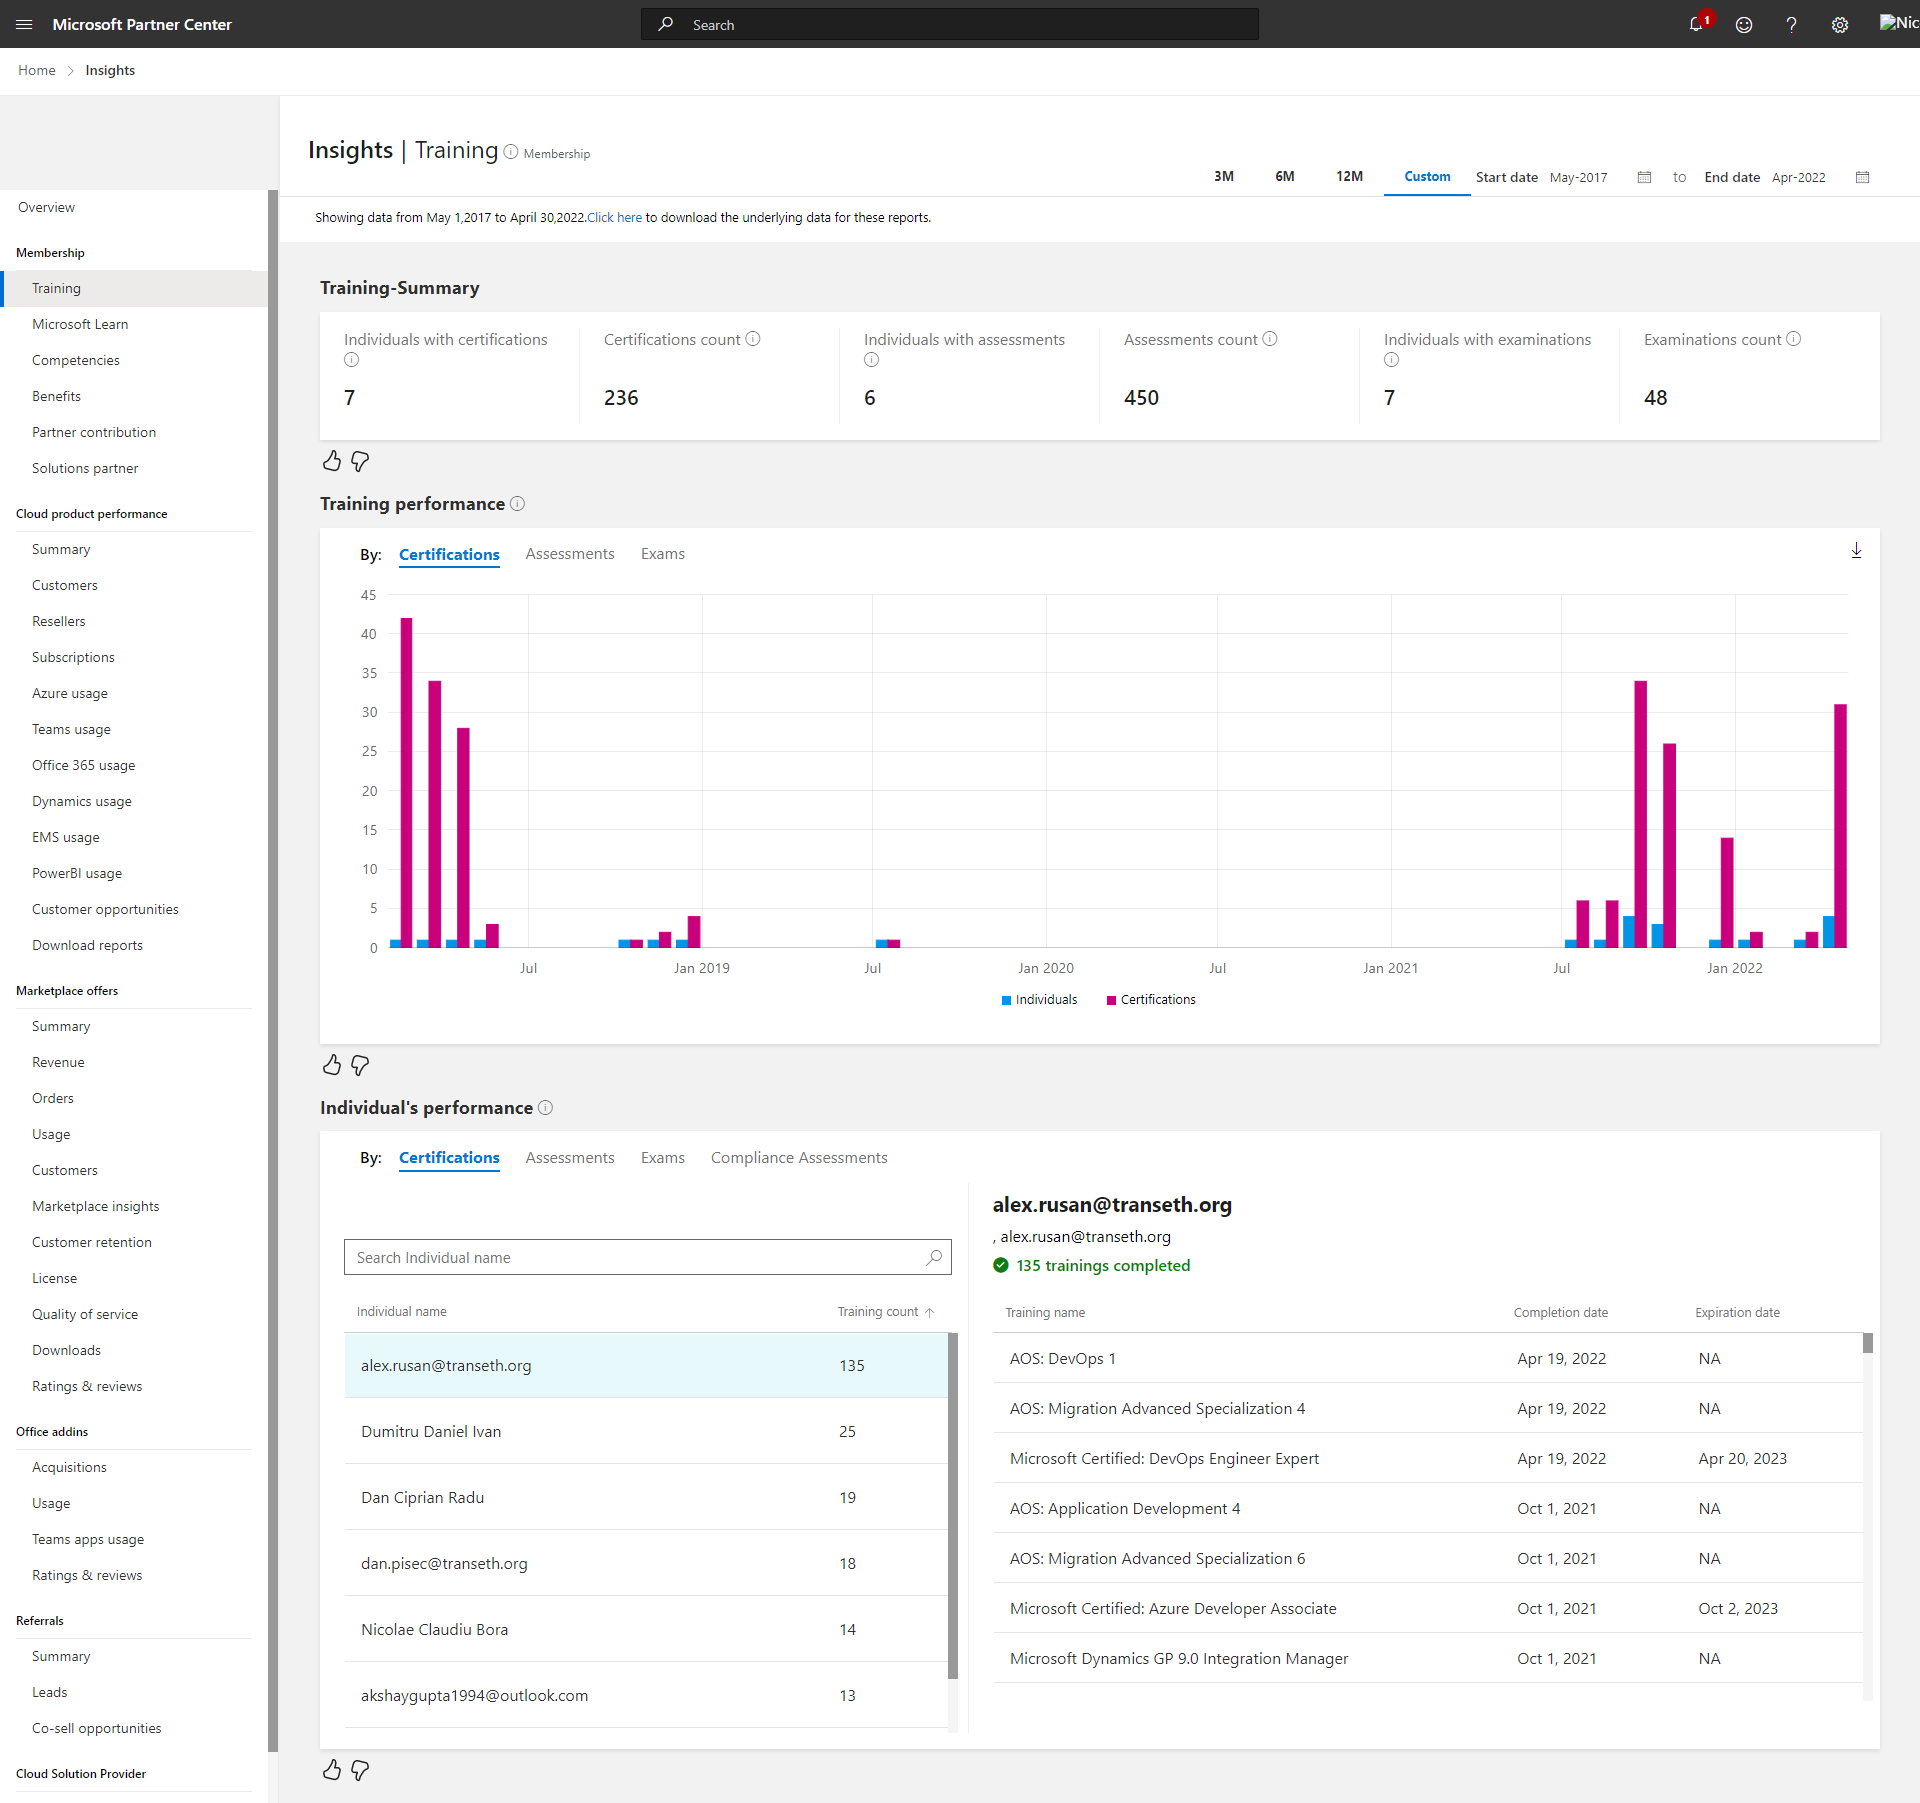 Microsoft Partner Center
Search
1
Nic
Home > Insights
Insights | Training Membership
3M 6M 12M Custom Start date May-2017 to End date Apr-2022
Showing data from May 1,2017 to April 30,2022.Click here to download the underlying data for these reports.
Overview
Membership
Training
Microsoft Learn
Competencies
Benefits
Partner contribution
Solutions partner
Cloud product performance
Summary
Customers
Resellers
Subscriptions
Azure usage
Teams usage
Office 365 usage
Dynamics usage
EMS usage
PowerBI usage
Customer opportunities
Download reports
Marketplace offers
Summary
Revenue
Orders
Usage
Customers
Marketplace insights
Customer retention
License
Quality of service
Downloads
Ratings & reviews
Office addins
Acquisitions
Usage
Teams apps usage
Ratings & reviews
Referrals
Summary
Leads
Co-sell opportunities
Cloud Solution Provider
Training-Summary
Individuals with certifications
7
Certifications count
236
Individuals with assessments
6
Assessments count
450
Individuals with examinations
7
Examinations count
48
Training performance
By: Certifications Assessments Exams
45
40
35
30
25
20
15
10
5
0
Jul Jan 2019 Jul Jan 2020 Jul Jan 2021 Jul Jan 2022
Individuals Certifications
Individual's performance
By: Certifications Assessments Exams Compliance Assessments
Search Individual name
Individual name Training count
alex.rusan@transeth.org 135
Dumitru Daniel Ivan 25
Dan Ciprian Radu 19
dan.pisec@transeth.org 18
Nicolae Claudiu Bora 14
akshaygupta1994@outlook.com 13
alex.rusan@transeth.org
, alex.rusan@transeth.org
135 trainings completed
Training name Completion date Expiration date
AOS: DevOps 1 Apr 19, 2022 NA
AOS: Migration Advanced Specialization 4 Apr 19, 2022 NA
Microsoft Certified: DevOps Engineer Expert Apr 19, 2022 Apr 20, 2023
AOS: Application Development 4 Oct 1, 2021 NA
AOS: Migration Advanced Specialization 6 Oct 1, 2021 NA
Microsoft Certified: Azure Developer Associate Oct 1, 2021 Oct 2, 2023
Microsoft Dynamics GP 9.0 Integration Manager Oct 1, 2021 NA